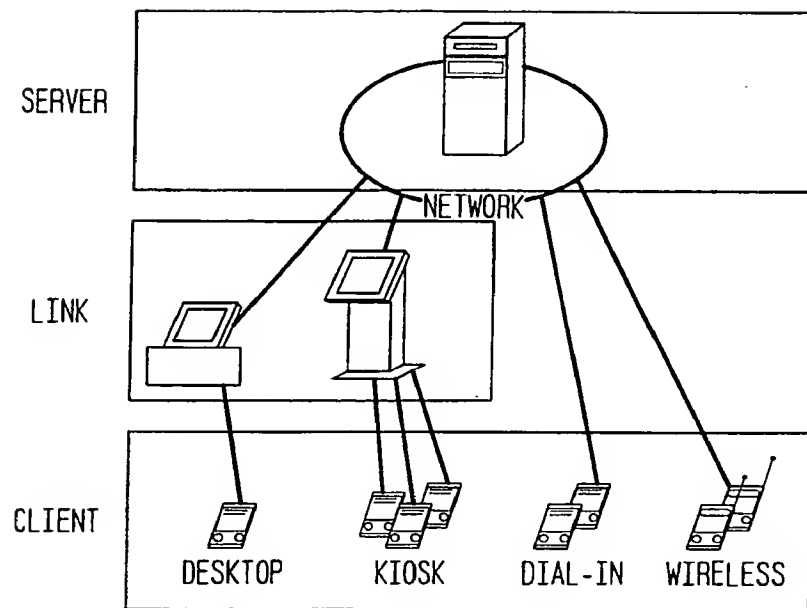 SERVER
NETWORK
LINK
CLIENT
DESKTOP KIOSK DIAL-IN WIRELESS